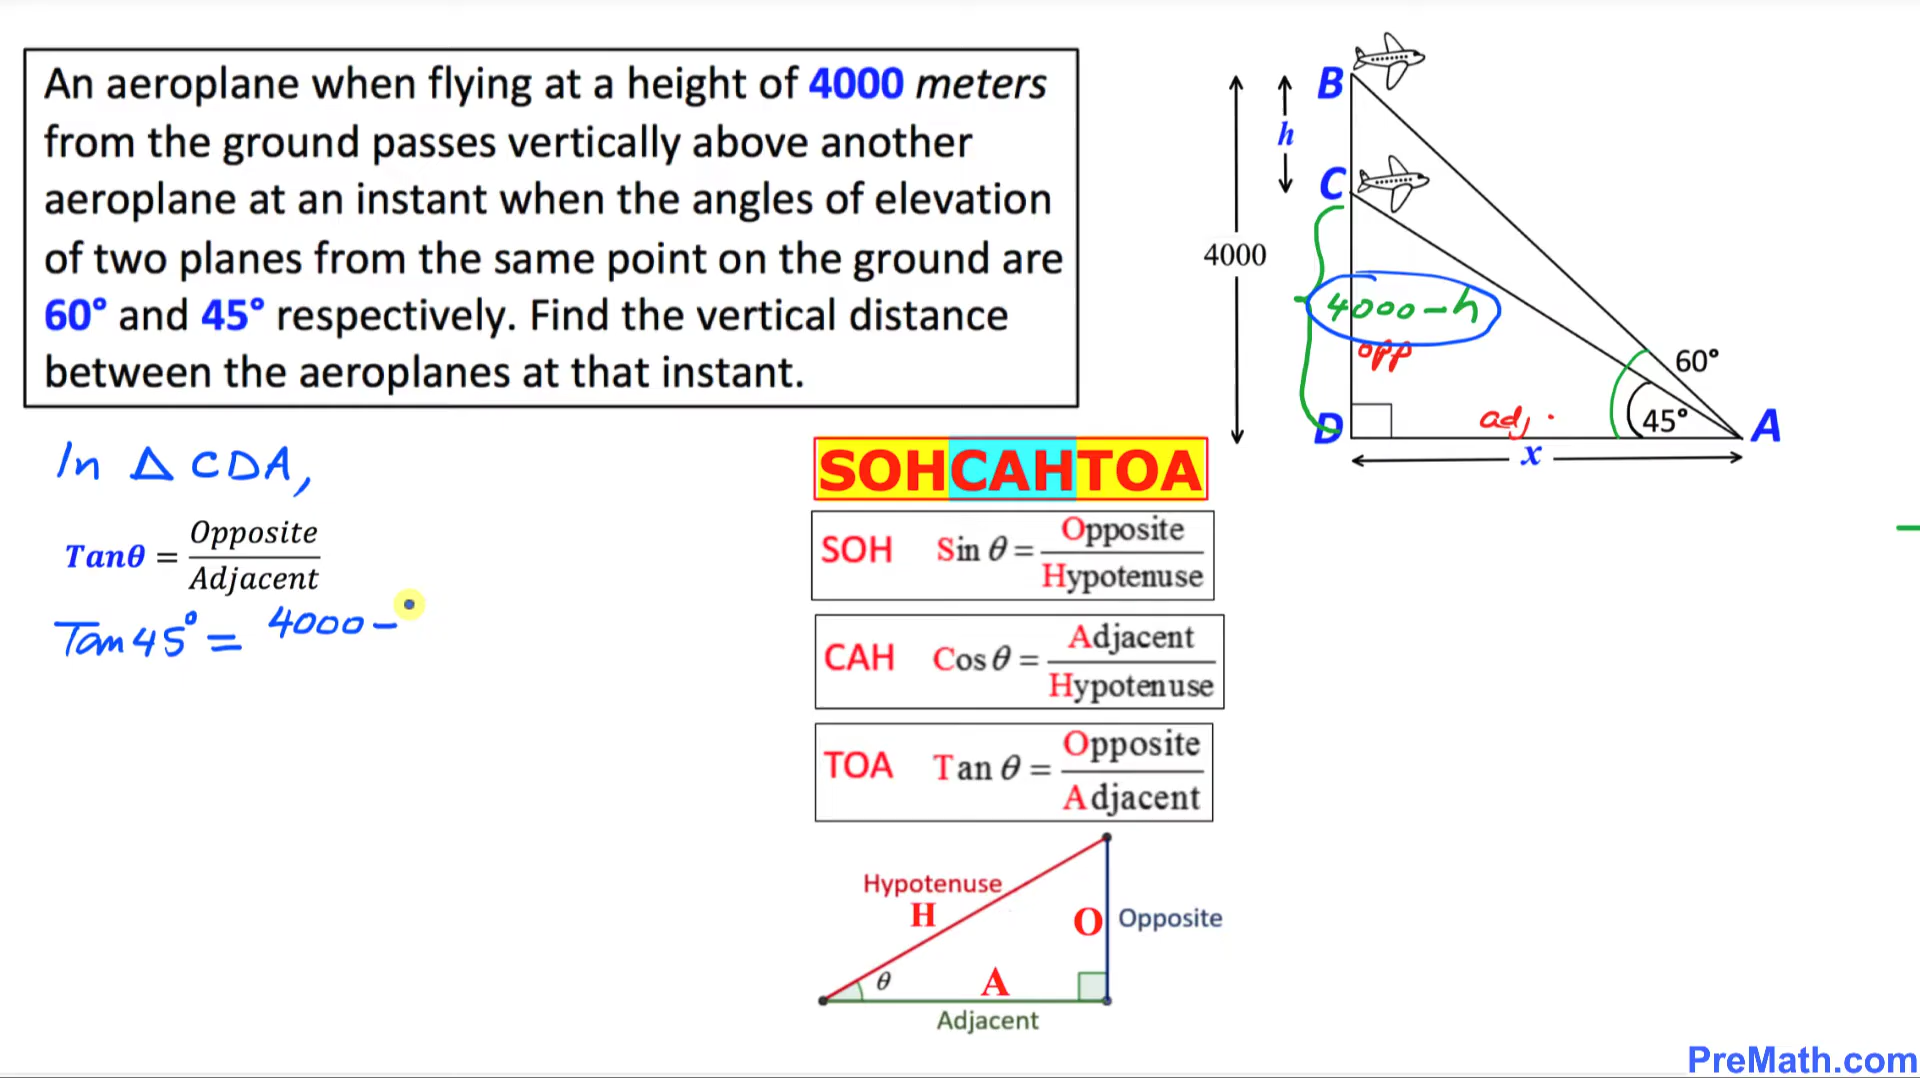 An aeroplane when flying at a height of 4000 meters
from the ground passes vertically above another
aeroplane at an instant when the angles of elevation
of two planes from the same point on the ground are
60° and 45° respectively. Find the vertical distance
between the aeroplanes at that instant.
B
h
C
4000
4000-h
opp
60°
45°
adj.
D
A
x
In Δ CDA,
Tanθ = Opposite
Adjacent
Tan 45° = 4000 -
SOHCAHTOA
SOH Sin θ = Opposite
Hypotenuse
CAH Cos θ = Adjacent
Hypotenuse
TOA Tan θ = Opposite
Adjacent
Hypotenuse
H
O Opposite
θ
A
Adjacent
PreMath.com